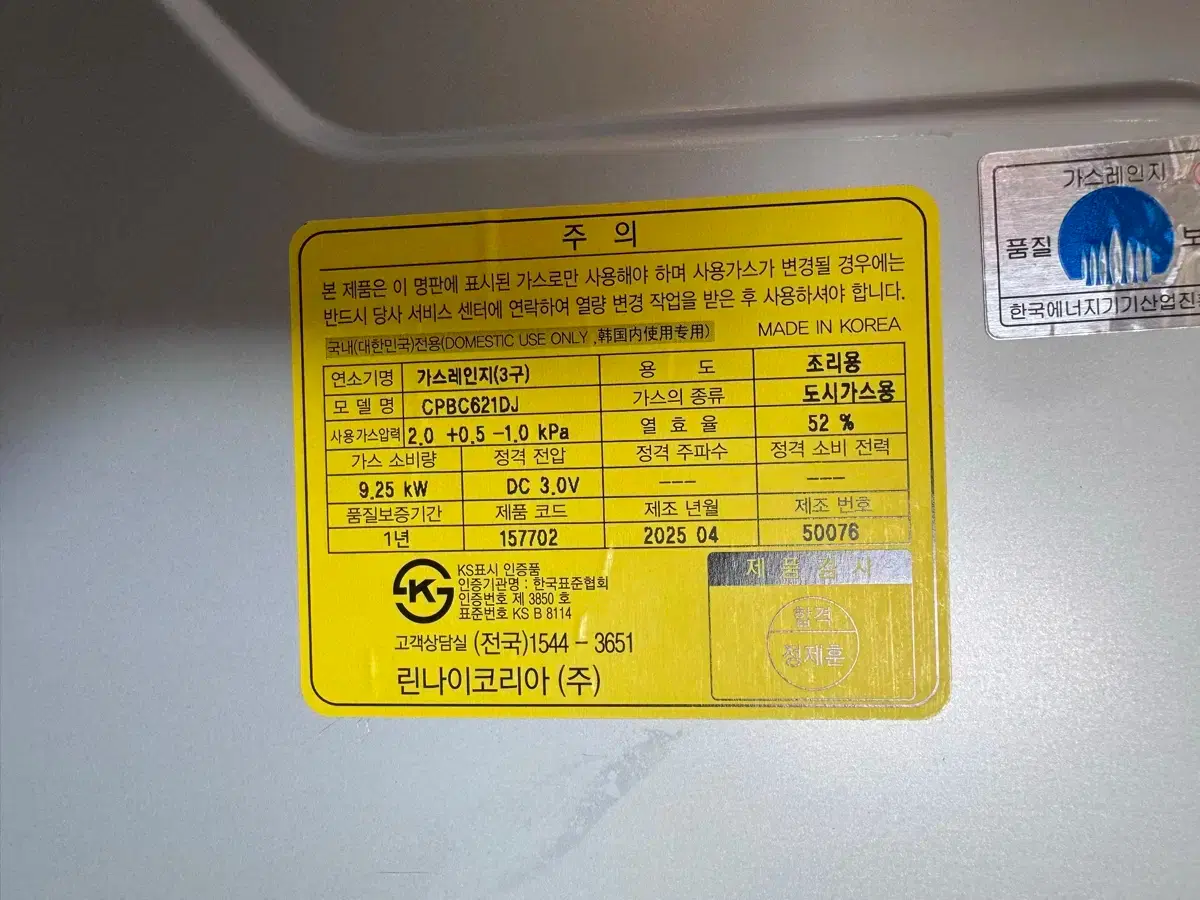 주 의
본 제품은 이 명판에 표시된 가스로만 사용해야 하며 사용가스가 변경될 경우에는
반드시 당사 서비스 센터에 연락하여 열량 변경 작업을 받은 후 사용하셔야 합니다.
국내(대한민국)전용(DOMESTIC USE ONLY ,韩国内使用专用) MADE IN KOREA
연소기명 가스레인지(3구) 용 도 조리용
모 델 명 CPBC621DJ 가스의 종류 도시가스용
사용가스압력 2.0 +0.5 -1.0 kPa 열 효 율 52 %
가스 소비량 정격 전압 정격 주파수 정격 소비 전력
9.25 kW DC 3.0V --- ---
품질보증기간 제품 코드 제조 년월 제조 번호
1년 157702 2025 04 50076
KS표시 인증품
인증기관명 : 한국표준협회
인증번호 제 3850 호
표준번호 KS B 8114
고객상담실 (전국)1544 - 3651
린나이코리아 (주)
제 품 검 사
합격
정제훈
가스레인지
품질
한국에너지기기산업진